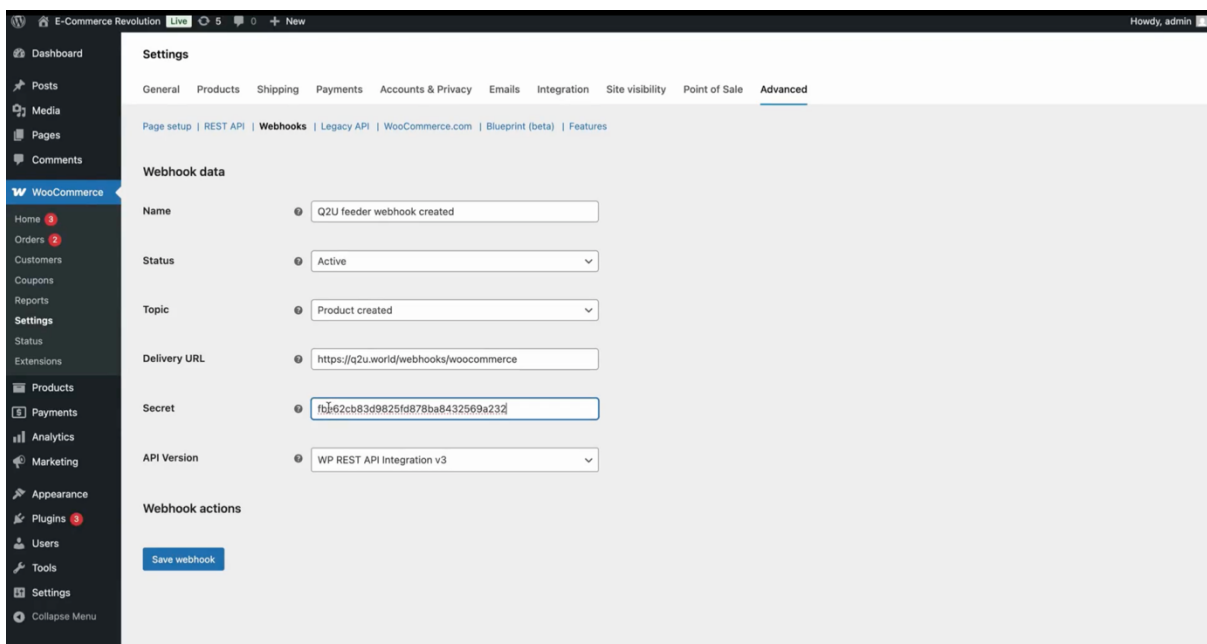 E-Commerce Revolution Live 5 0 + New Howdy, admin
Dashboard
Posts
Media
Pages
Comments
WooCommerce
Home 3
Orders 2
Customers
Coupons
Reports
Settings
Status
Extensions
Products
Payments
Analytics
Marketing
Appearance
Plugins 3
Users
Tools
Settings
Collapse Menu
Settings
General Products Shipping Payments Accounts & Privacy Emails Integration Site visibility Point of Sale Advanced
Page setup | REST API | Webhooks | Legacy API | WooCommerce.com | Blueprint (beta) | Features
Webhook data
Name Q2U feeder webhook created
Status Active
Topic Product created
Delivery URL https://q2u.world/webhooks/woocommerce
Secret
API Version WP REST API Integration v3
Webhook actions
Save webhook